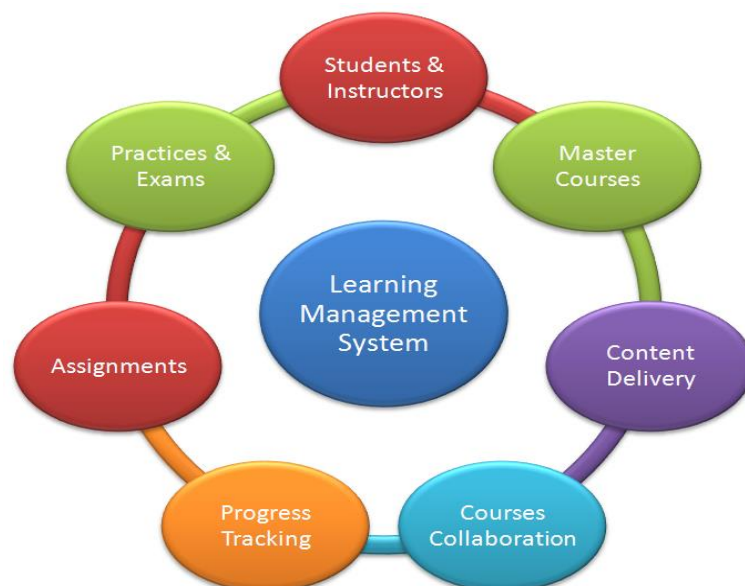 Students &
Instructors
Master
Courses
Content
Delivery
Courses
Collaboration
Progress
Tracking
Assignments
Practices &
Exams
Learning
Management
System